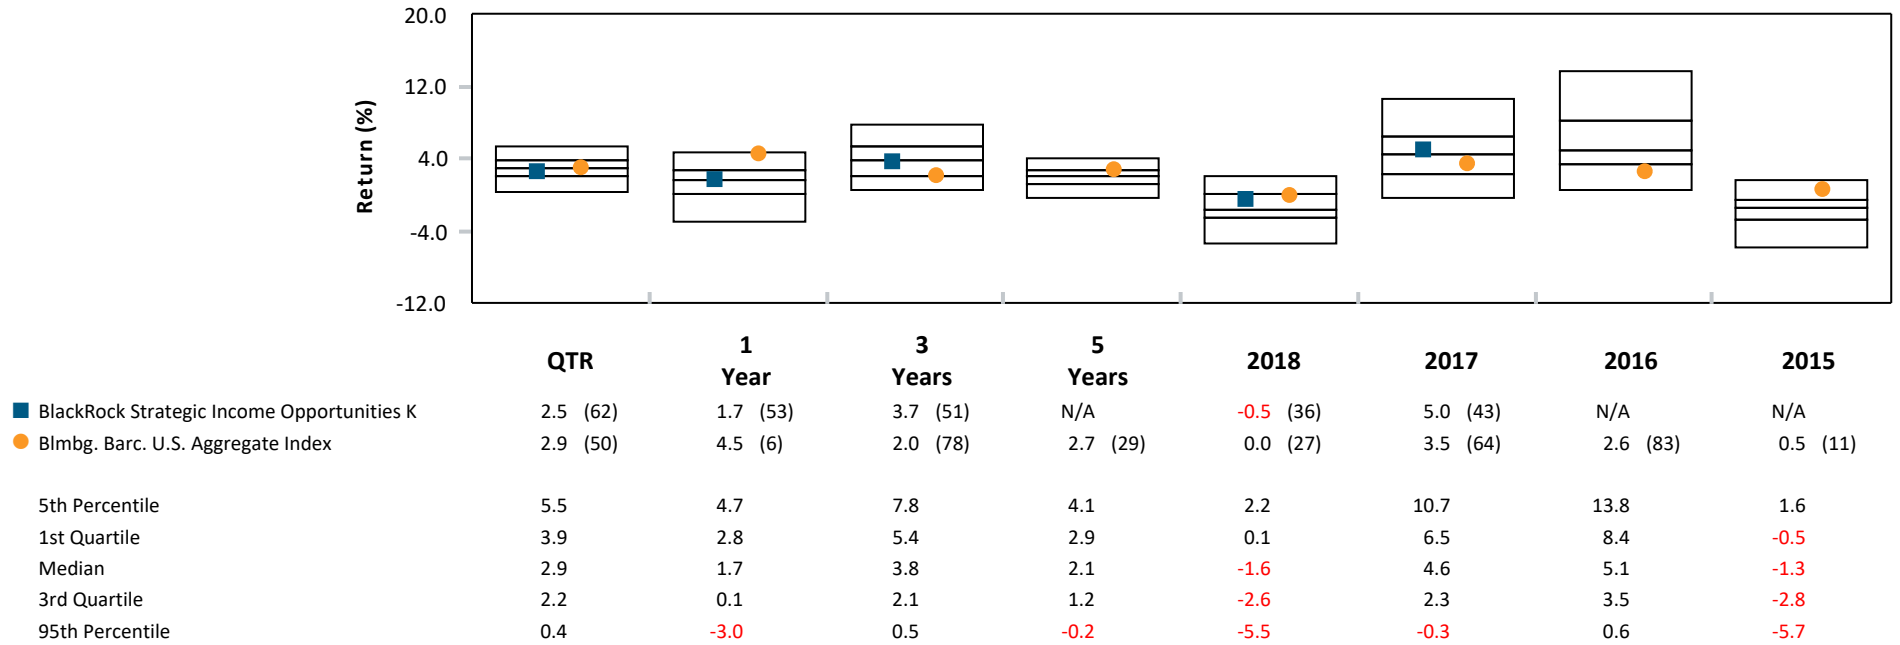 20.0
12.0
4.0
-4.0
-12.0
Return (%)
QTR 1 Year 3 Years 5 Years 2018 2017 2016 2015
BlackRock Strategic Income Opportunities K 2.5 (62) 1.7 (53) 3.7 (51) N/A -0.5 (36) 5.0 (43) N/A N/A
Blmbg. Barc. U.S. Aggregate Index 2.9 (50) 4.5 (6) 2.0 (78) 2.7 (29) 0.0 (27) 3.5 (64) 2.6 (83) 0.5 (11)
5th Percentile 5.5 4.7 7.8 4.1 2.2 10.7 13.8 1.6
1st Quartile 3.9 2.8 5.4 2.9 0.1 6.5 8.4 -0.5
Median 2.9 1.7 3.8 2.1 -1.6 4.6 5.1 -1.3
3rd Quartile 2.2 0.1 2.1 1.2 -2.6 2.3 3.5 -2.8
95th Percentile 0.4 -3.0 0.5 -0.2 -5.5 -0.3 0.6 -5.7